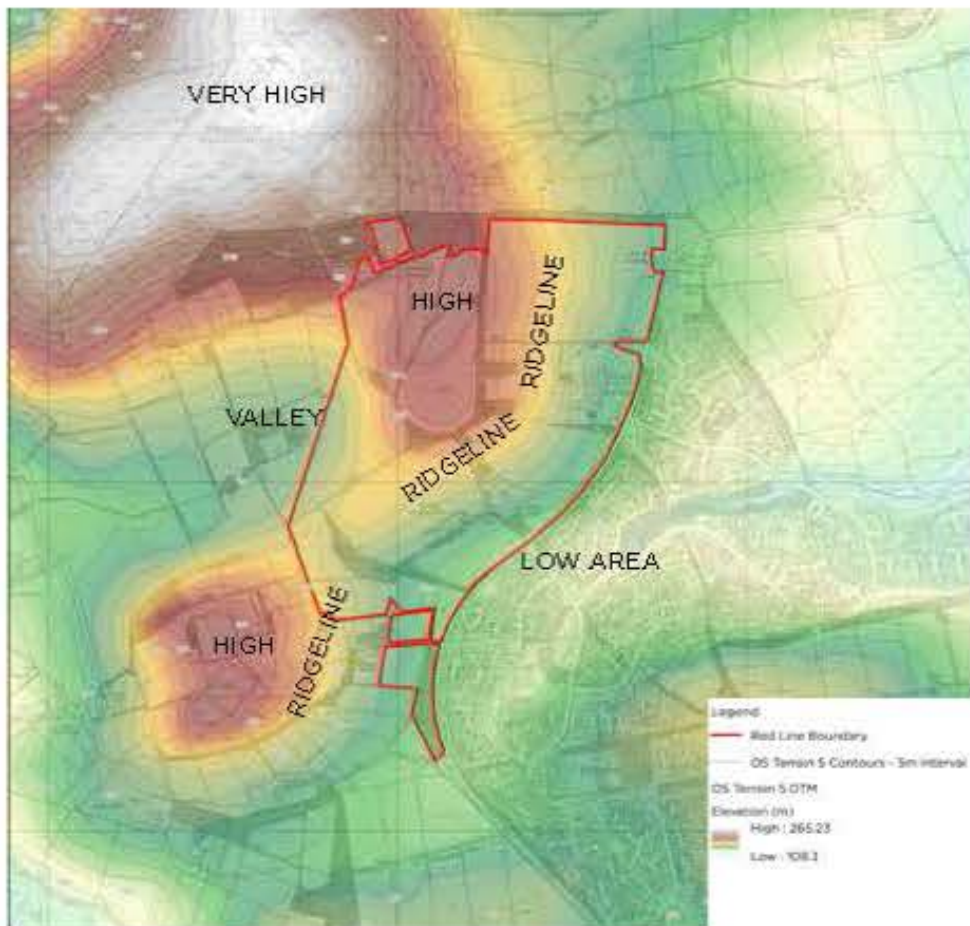 VERY HIGH
HIGH
RIDGELINE
VALLEY
RIDGELINE
LOW AREA
HIGH
RIDGELINE
Legend
Red Line Boundary
OS Terrain 5 Contours - 5m interval
OS Terrain 5 DTM
Elevation (m)
High : 265.23
Low : 108.3